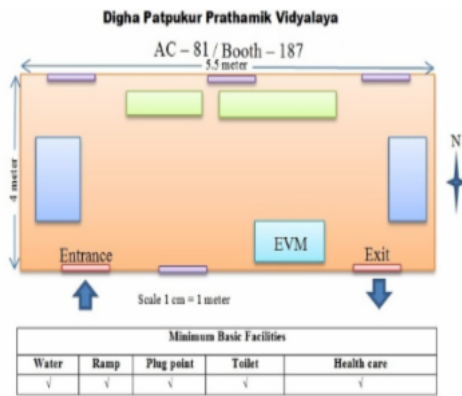 Digha Patpukur Prathamik Vidyalaya
AC – 81 / Booth – 187
5.5 meter
4 meter
N
Entrance
EVM
Exit
Scale 1 cm = 1 meter
Minimum Basic Facilities
Water Ramp Plug point Toilet Health care
√ √ √ √ √